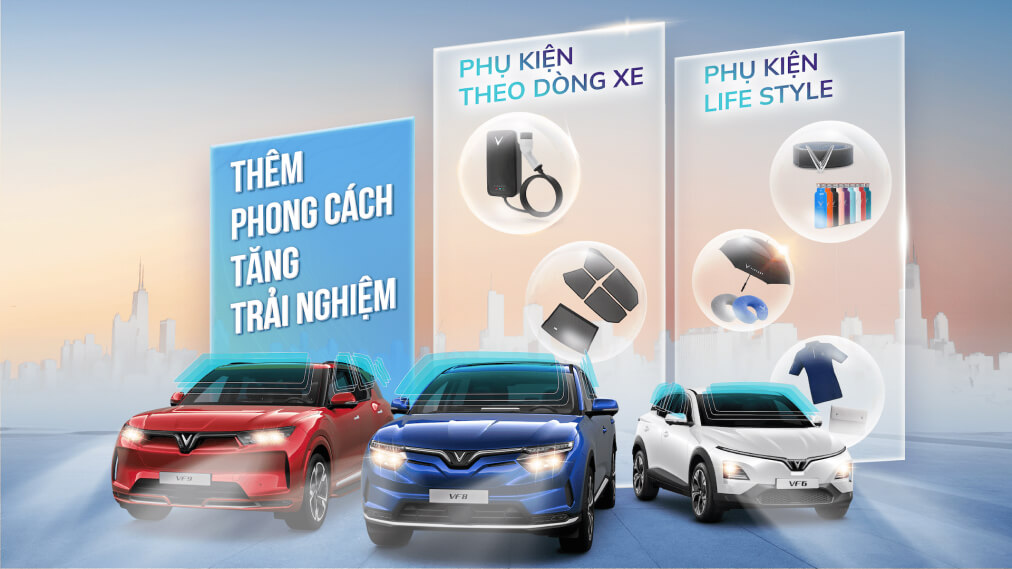 THÊM
PHONG CÁCH
TĂNG
TRẢI NGHIỆM
PHỤ KIỆN
THEO DÒNG XE
PHỤ KIỆN
LIFE STYLE
VF9
VF8
VF6